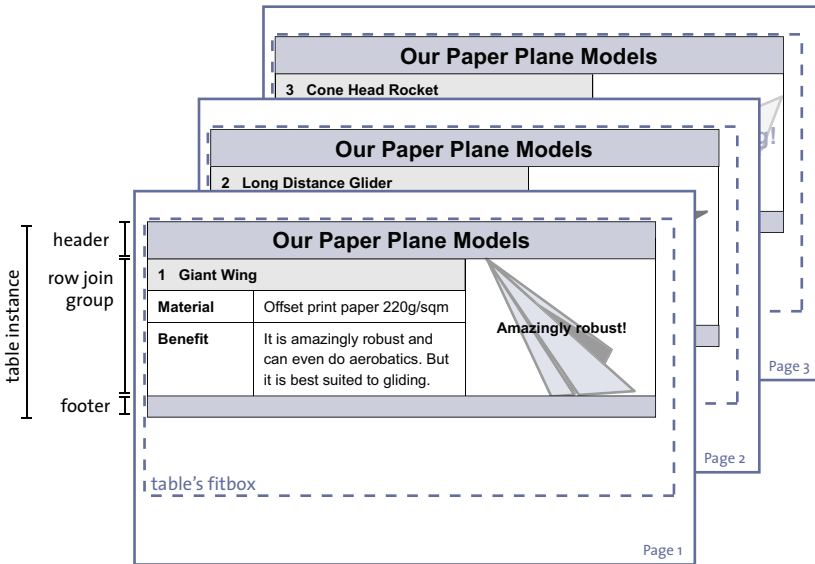 Our Paper Plane Models
3 Cone Head Rocket
Page 3
Our Paper Plane Models
2 Long Distance Glider
Page 2
table instance
header
row join
group
footer
Our Paper Plane Models
1 Giant Wing
Material
Offset print paper 220g/sqm
Benefit
It is amazingly robust and
can even do aerobatics. But
it is best suited to gliding.
Amazingly robust!
table's fitbox
Page 1